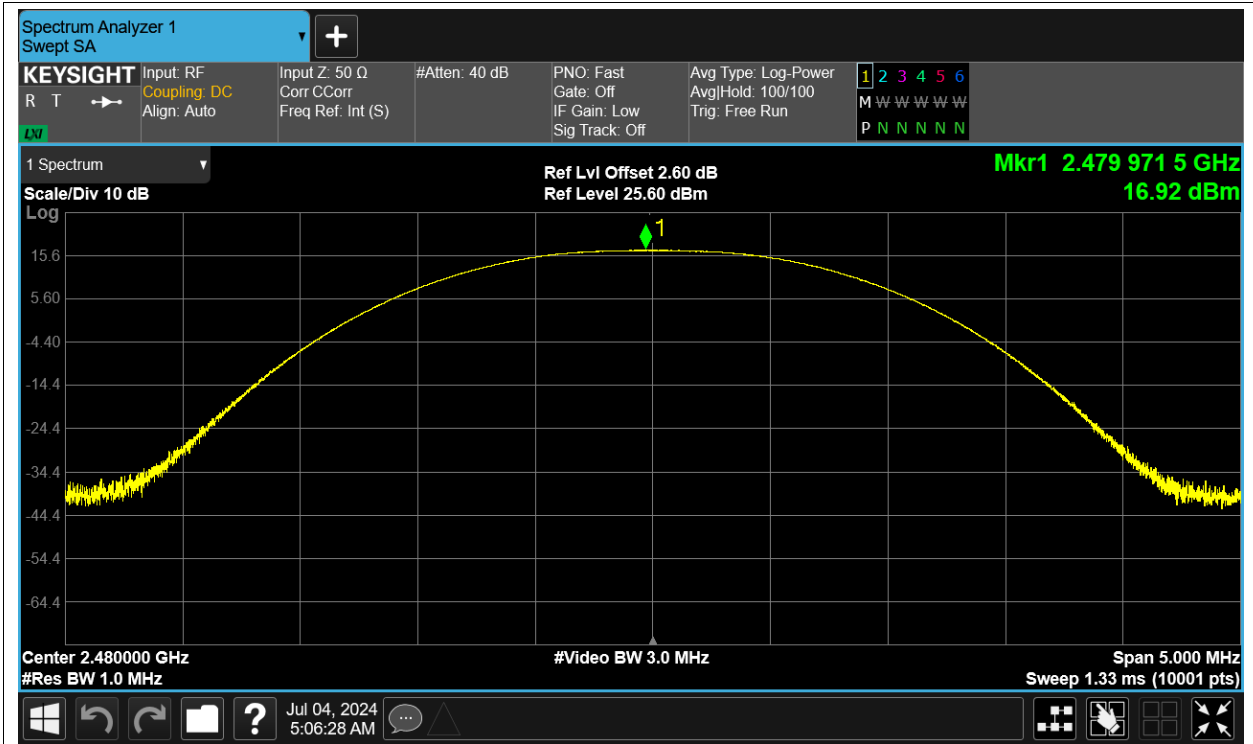 Spectrum Analyzer 1
Swept SA
KEYSIGHT
R T
LXI
Input: RF
Coupling: DC
Align: Auto
Input Z: 50 Ω
Corr CCorr
Freq Ref: Int (S)
#Atten: 40 dB
PNO: Fast
Gate: Off
IF Gain: Low
Sig Track: Off
Avg Type: Log-Power
Avg|Hold: 100/100
Trig: Free Run
1 2 3 4 5 6
M W W W W W
P N N N N N
1 Spectrum
Scale/Div 10 dB
Log
Ref Lvl Offset 2.60 dB
Ref Level 25.60 dBm
Mkr1 2.479 971 5 GHz
16.92 dBm
1
15.6
5.60
-4.40
-14.4
-24.4
-34.4
-44.4
-54.4
-64.4
Center 2.480000 GHz
#Video BW 3.0 MHz
Span 5.000 MHz
#Res BW 1.0 MHz
Sweep 1.33 ms (10001 pts)
?
Jul 04, 2024
5:06:28 AM